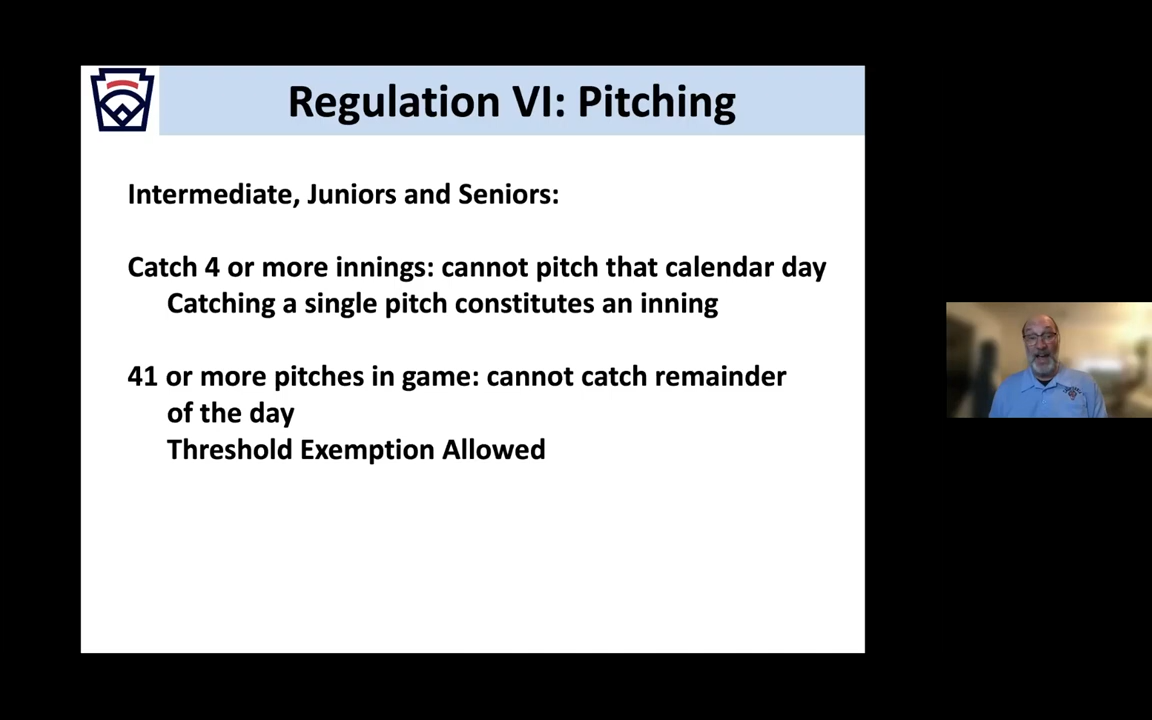 Regulation VI: Pitching
Intermediate, Juniors and Seniors:
Catch 4 or more innings: cannot pitch that calendar day
Catching a single pitch constitutes an inning
41 or more pitches in game: cannot catch remainder
of the day
Threshold Exemption Allowed